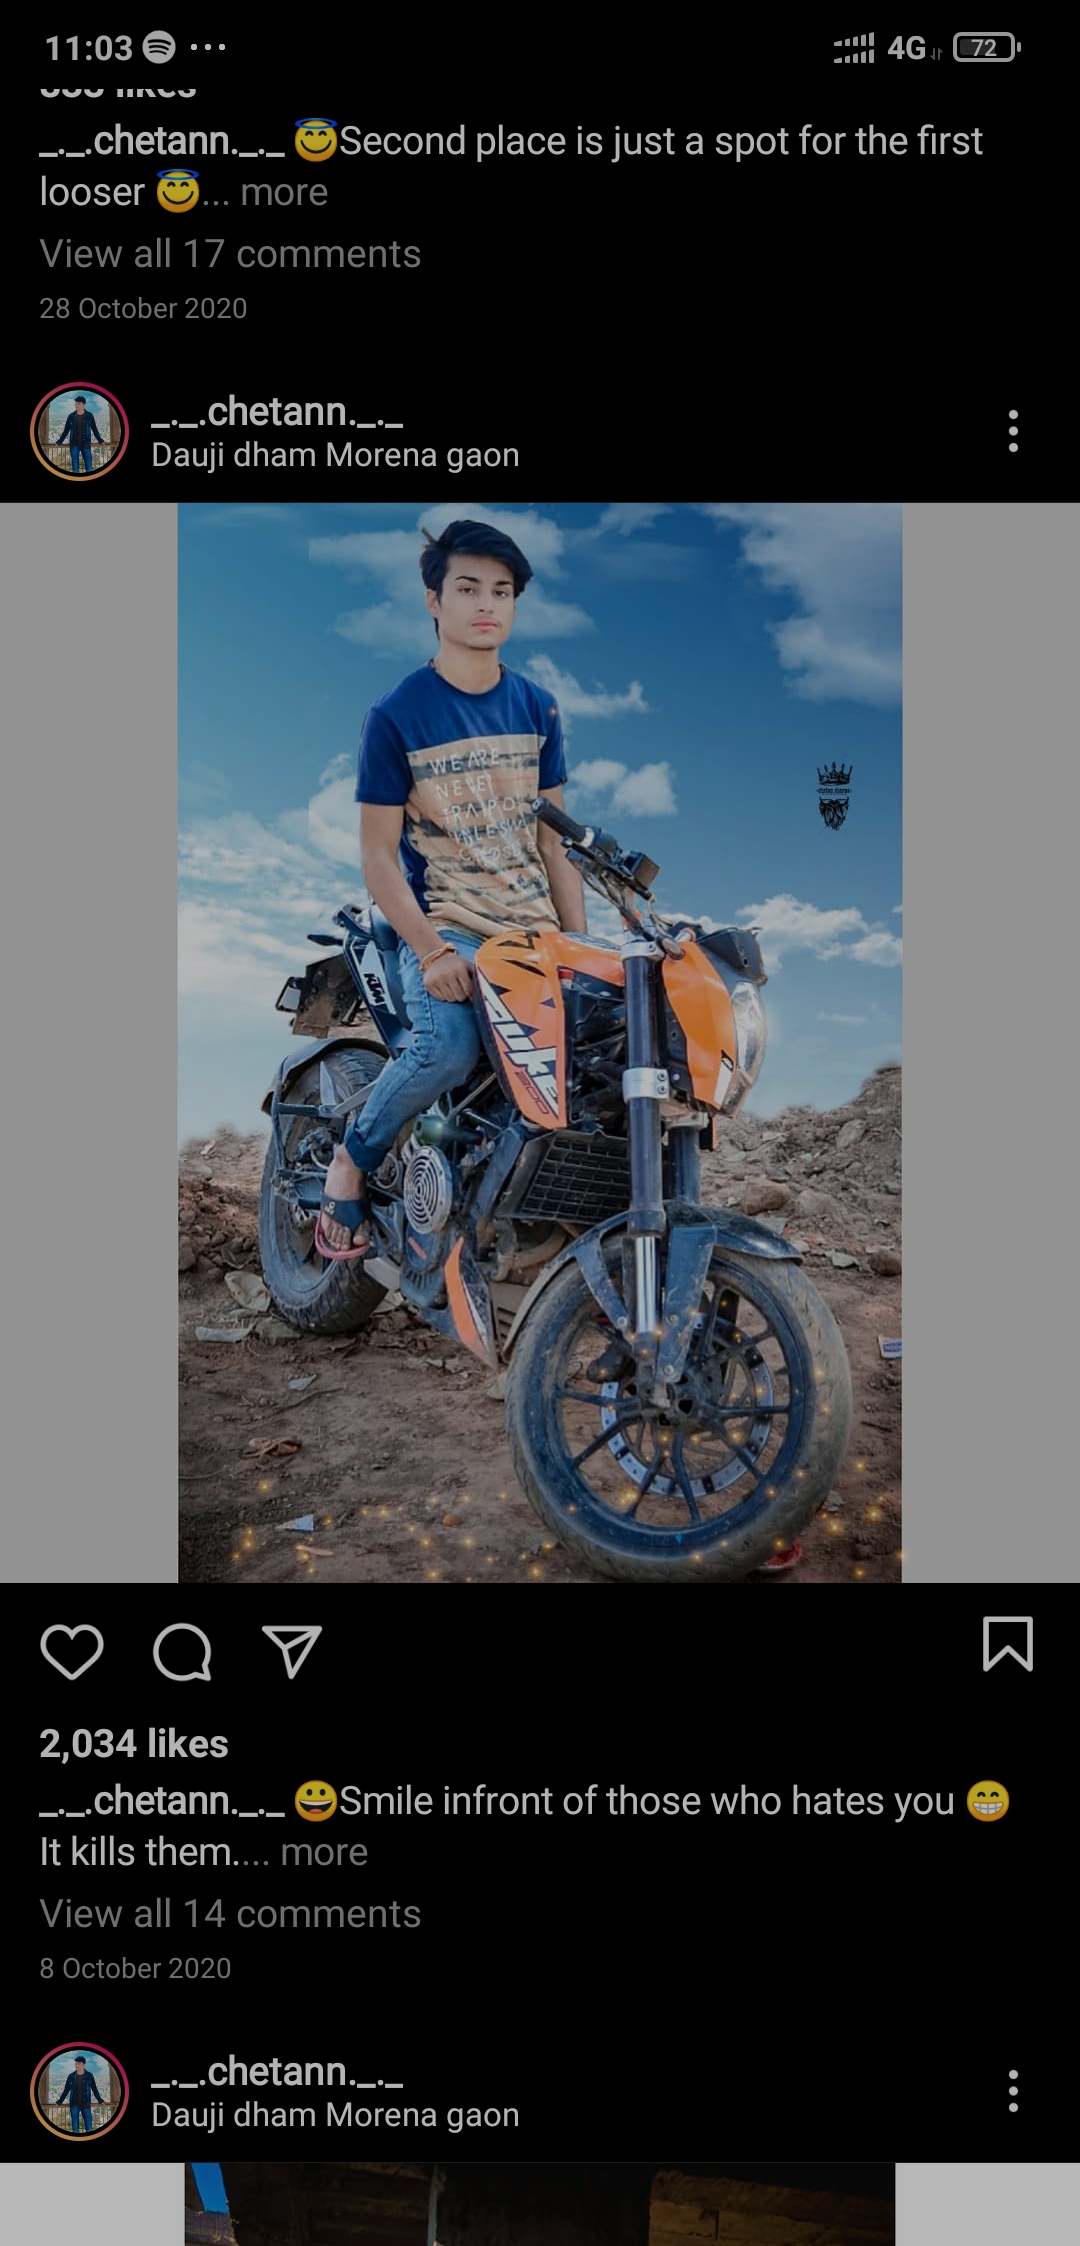 11:03
4G
72
_._.chetann._._ 😇Second place is just a spot for the first
looser 😇... more
View all 17 comments
28 October 2020
_._.chetann._._
Dauji dham Morena gaon
WE ARE
NEVER
KTM
DUKE
200
2,034 likes
_._.chetann._._ 😀Smile infront of those who hates you 😁
It kills them.... more
View all 14 comments
8 October 2020
_._.chetann._._
Dauji dham Morena gaon